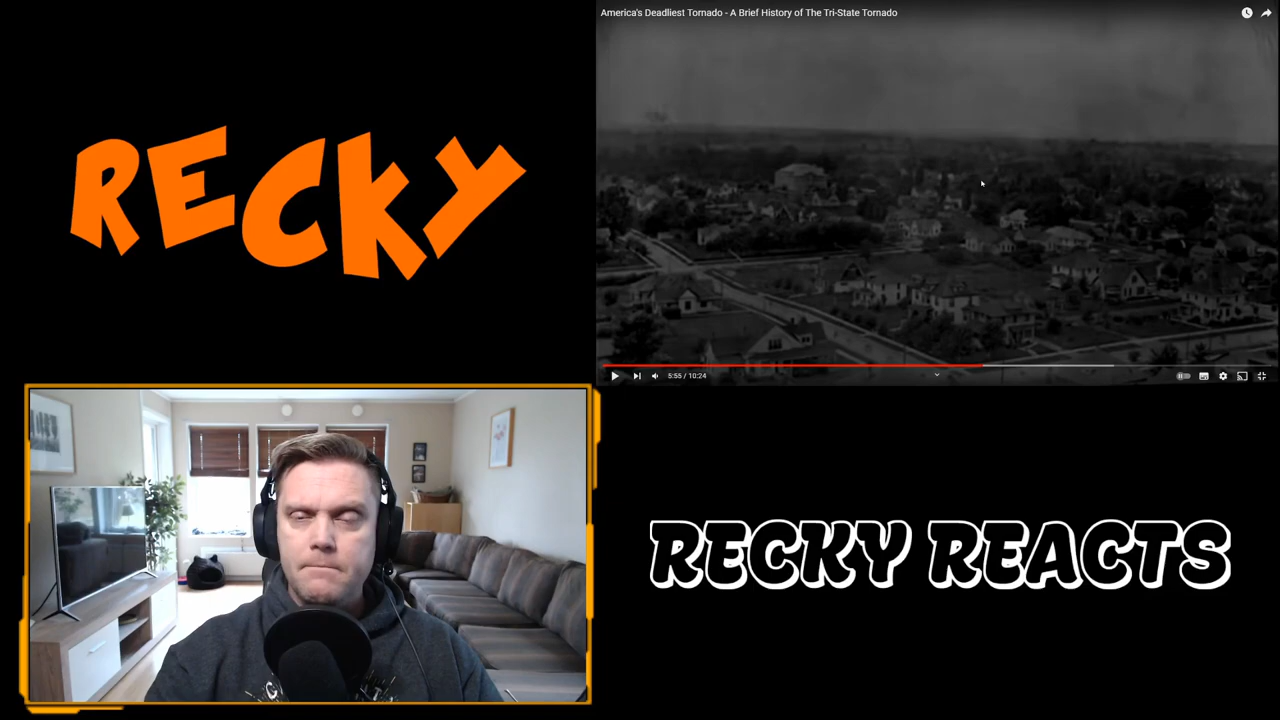 America's Deadliest Tornado - A Brief History of The Tri-State Tornado
RECKY
5:55 / 10:24
RECKY REACTS